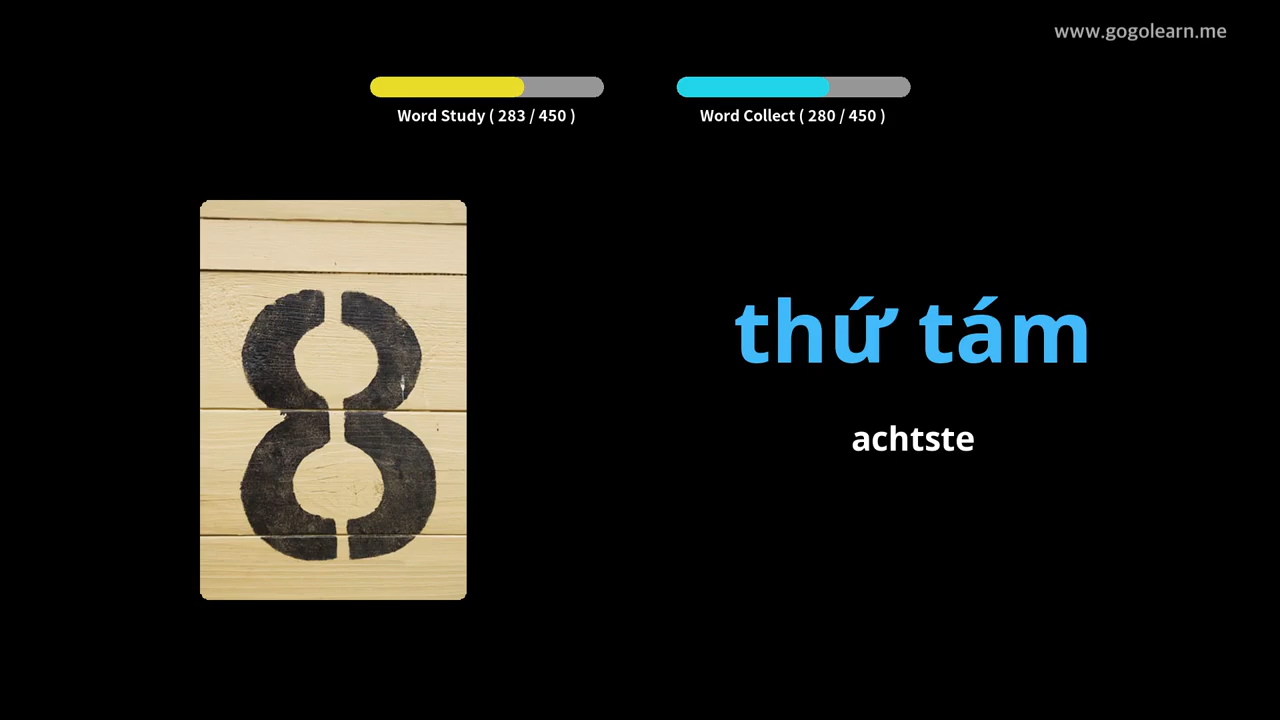 www.gogolearn.me
Word Study ( 283 / 450 )
Word Collect ( 280 / 450 )
8
thứ tám
achtste